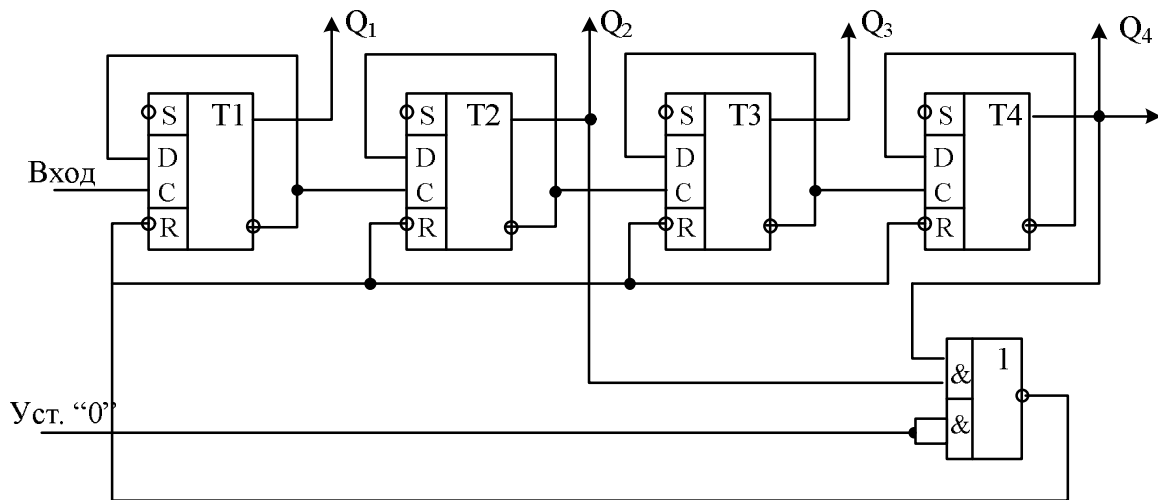 Q1 Q2 Q3 Q4
S T1 S T2 S T3 S T4
D D D D
Вход C C C C
R R R R
1
&
Уст. “0” &